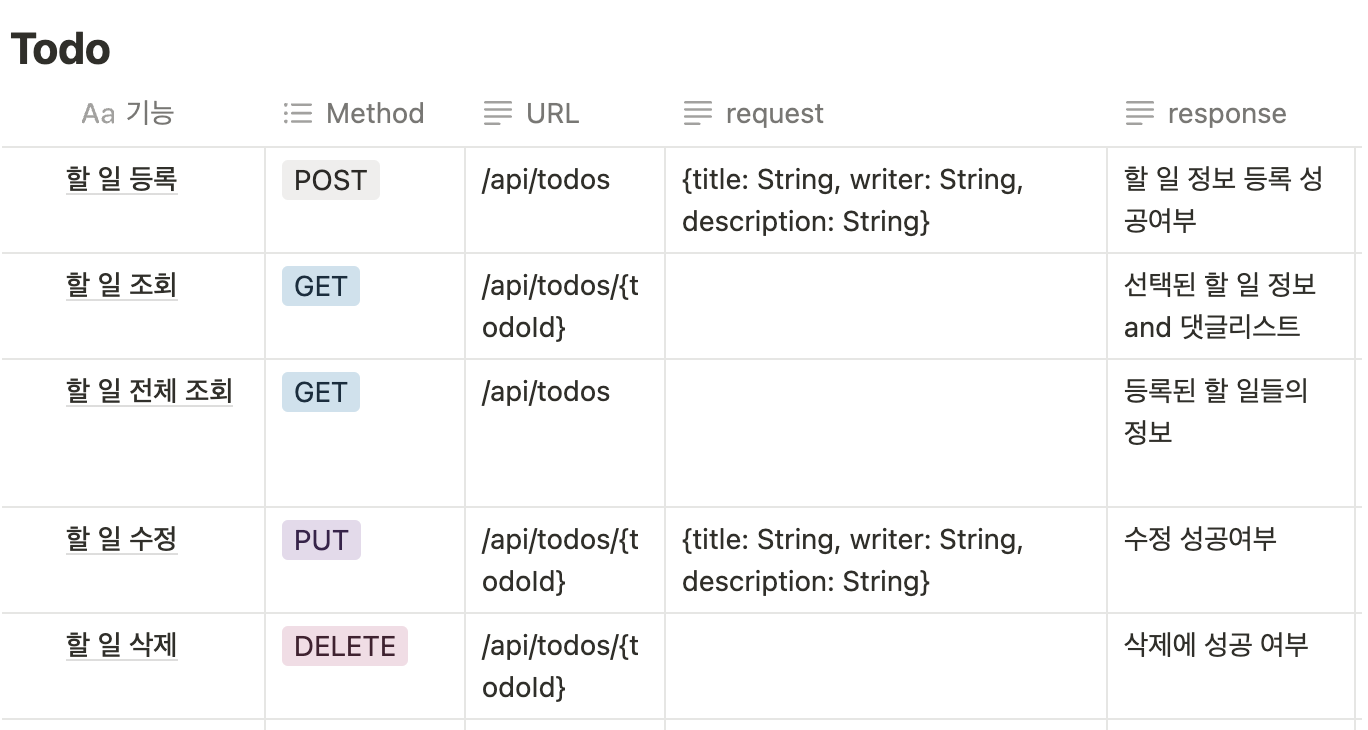 Todo
Aa 기능 Method URL request response
할 일 등록 POST /api/todos {title: String, writer: String, 할 일 정보 등록 성
description: String} 공여부
할 일 조회 GET /api/todos/{t 선택된 할 일 정보
odoId} and 댓글리스트
할 일 전체 조회 GET /api/todos 등록된 할 일들의
정보
할 일 수정 PUT /api/todos/{t {title: String, writer: String, 수정 성공여부
odoId} description: String}
할 일 삭제 DELETE /api/todos/{t 삭제에 성공 여부
odoId}